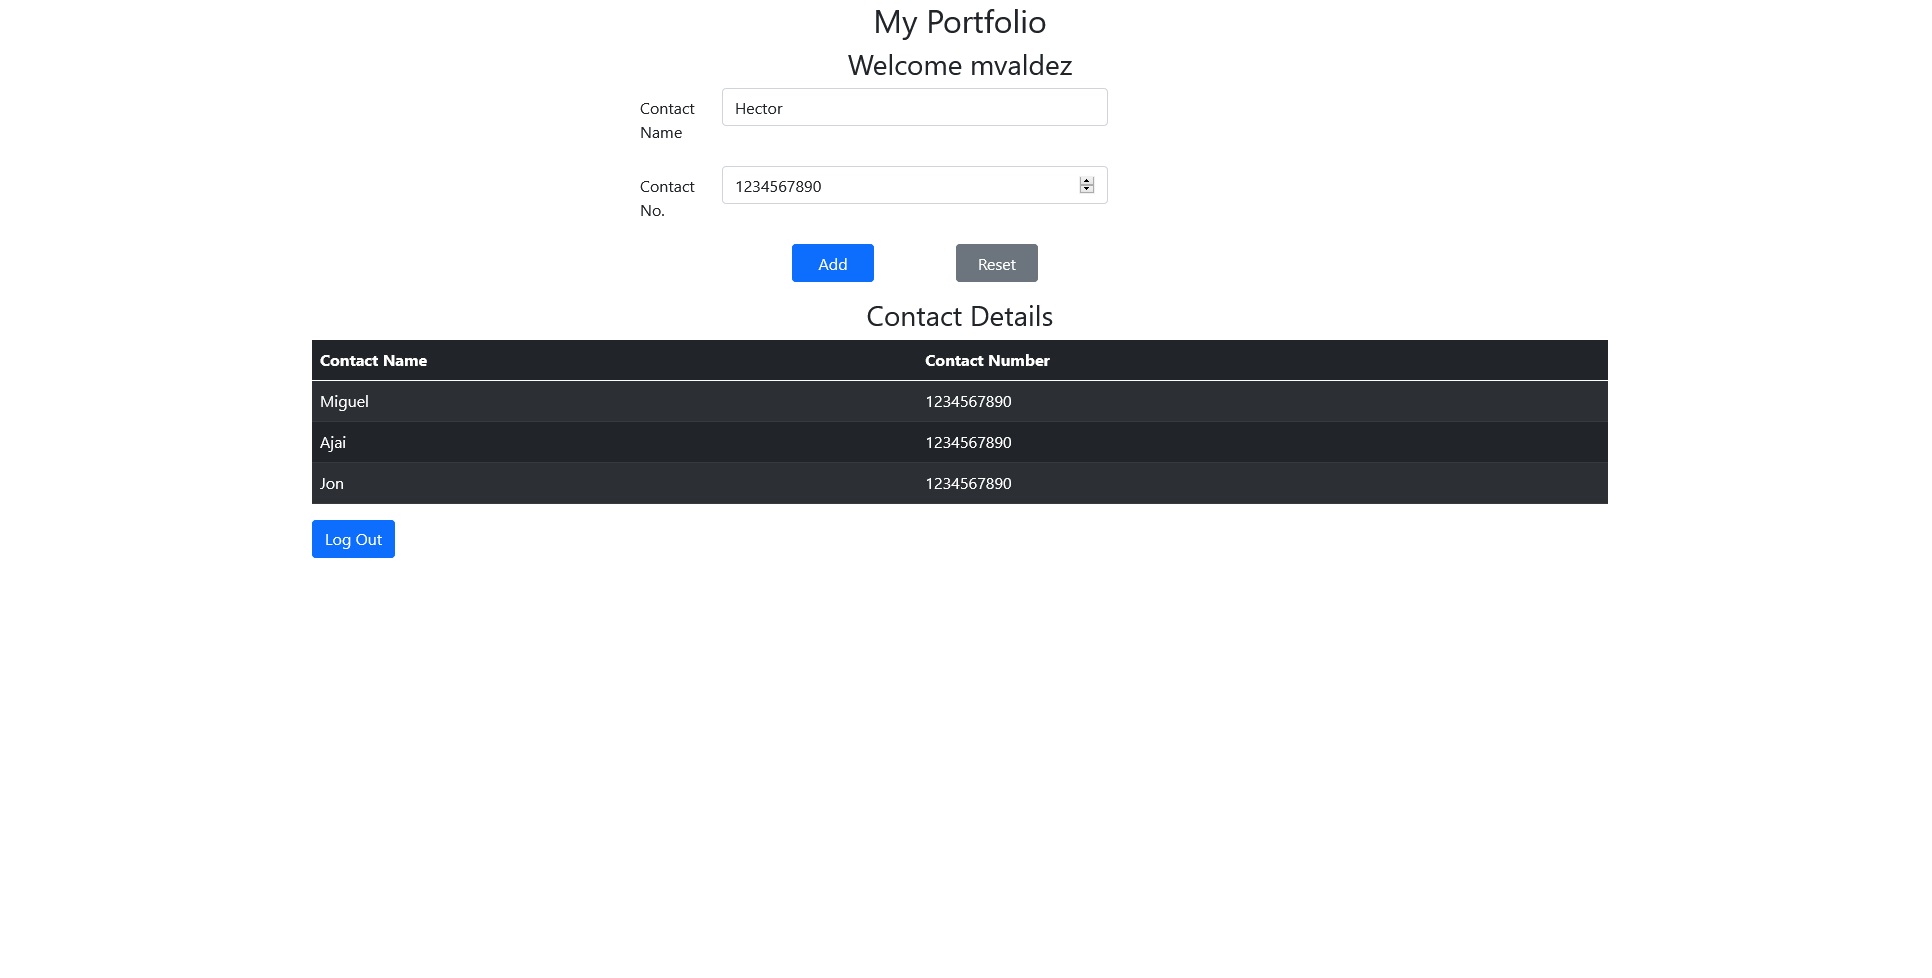 My Portfolio
Welcome mvaldez
Contact Name
Hector
Contact No.
1234567890
Add Reset
Contact Details
Contact Name Contact Number
Miguel 1234567890
Ajai 1234567890
Jon 1234567890
Log Out